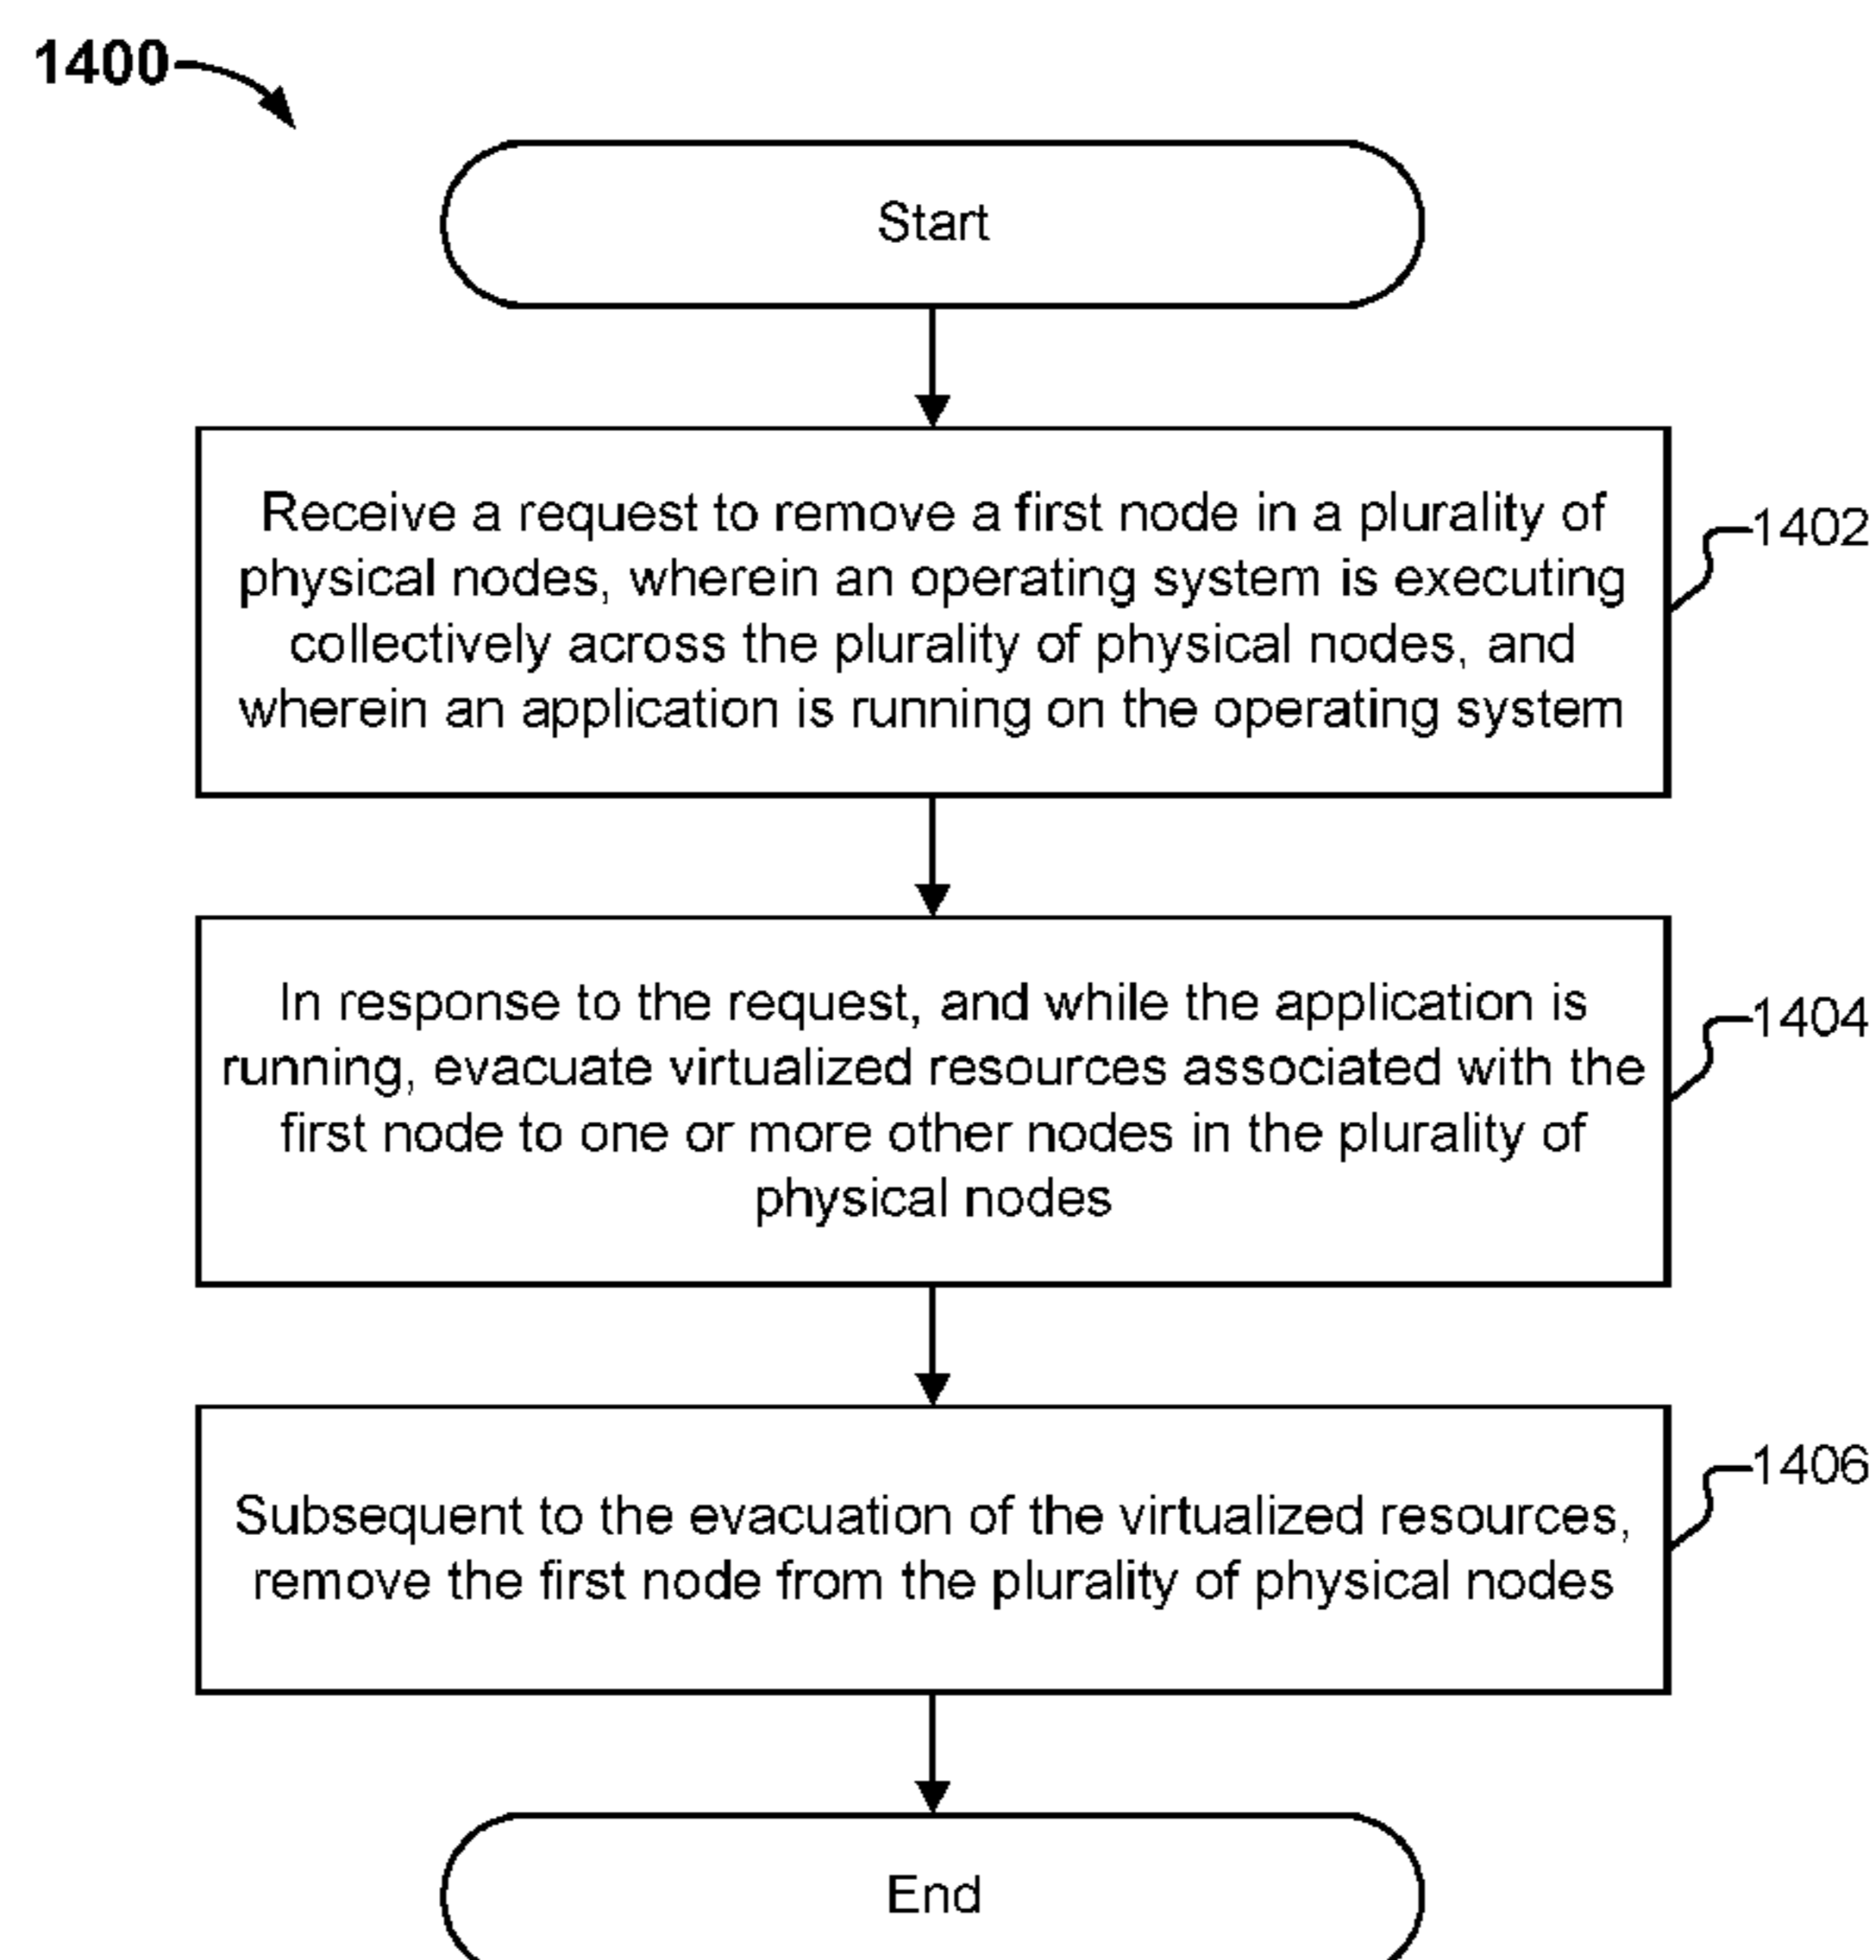 1400
Start
Receive a request to remove a first node in a plurality of
physical nodes, wherein an operating system is executing
collectively across the plurality of physical nodes, and
wherein an application is running on the operating system
1402
In response to the request, and while the application is
running, evacuate virtualized resources associated with the
first node to one or more other nodes in the plurality of
physical nodes
1404
Subsequent to the evacuation of the virtualized resources,
remove the first node from the plurality of physical nodes
1406
End